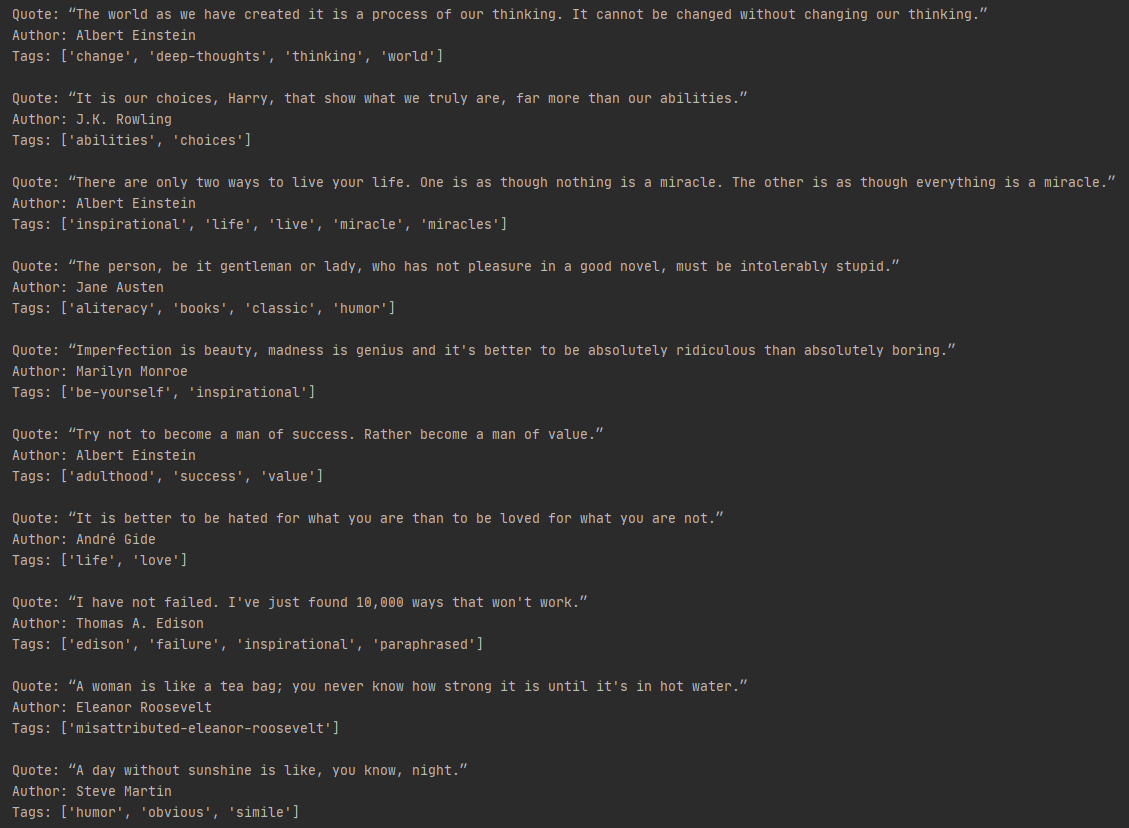 Quote: “The world as we have created it is a process of our thinking. It cannot be changed without changing our thinking.”
Author: Albert Einstein
Tags: ['change', 'deep-thoughts', 'thinking', 'world']
Quote: “It is our choices, Harry, that show what we truly are, far more than our abilities.”
Author: J.K. Rowling
Tags: ['abilities', 'choices']
Quote: “There are only two ways to live your life. One is as though nothing is a miracle. The other is as though everything is a miracle.”
Author: Albert Einstein
Tags: ['inspirational', 'life', 'live', 'miracle', 'miracles']
Quote: “The person, be it gentleman or lady, who has not pleasure in a good novel, must be intolerably stupid.”
Author: Jane Austen
Tags: ['aliteracy', 'books', 'classic', 'humor']
Quote: “Imperfection is beauty, madness is genius and it's better to be absolutely ridiculous than absolutely boring.”
Author: Marilyn Monroe
Tags: ['be-yourself', 'inspirational']
Quote: “Try not to become a man of success. Rather become a man of value.”
Author: Albert Einstein
Tags: ['adulthood', 'success', 'value']
Quote: “It is better to be hated for what you are than to be loved for what you are not.”
Author: André Gide
Tags: ['life', 'love']
Quote: “I have not failed. I've just found 10,000 ways that won't work.”
Author: Thomas A. Edison
Tags: ['edison', 'failure', 'inspirational', 'paraphrased']
Quote: “A woman is like a tea bag; you never know how strong it is until it's in hot water.”
Author: Eleanor Roosevelt
Tags: ['misattributed-eleanor-roosevelt']
Quote: “A day without sunshine is like, you know, night.”
Author: Steve Martin
Tags: ['humor', 'obvious', 'simile']